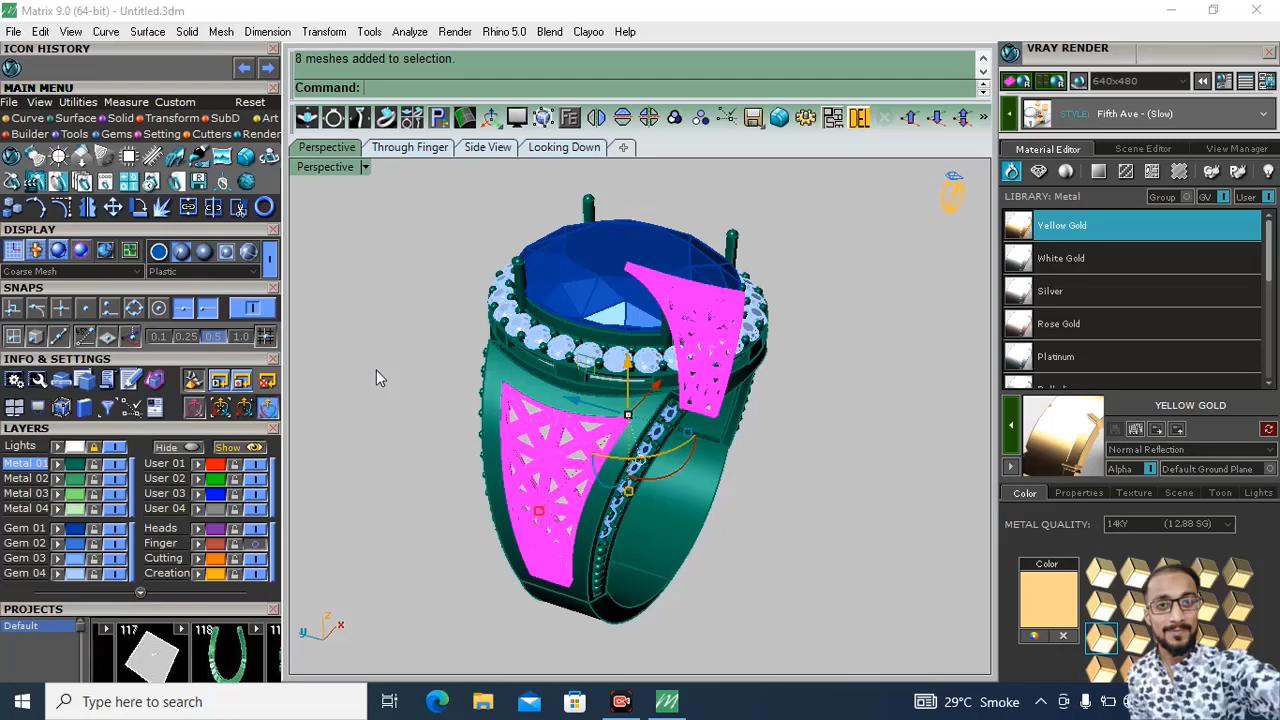 Matrix 9.0 (64-bit) - Untitled.3dm
File Edit View Curve Surface Solid Mesh Dimension Transform Tools Analyze Render Rhino 5.0 Blend Clayoo Help
ICON HISTORY
MAIN MENU
File View Utilities Measure Custom Reset
Curve Surface Solid Transform SubD Art
Builder Tools Gems Setting Cutters Render
DISPLAY
Coarse Mesh Plastic
SNAPS
0.1 0.25 0.5 1.0
INFO & SETTINGS
LAYERS
Lights Hide Show
Metal 01 User 01
Metal 02 User 02
Metal 03 User 03
Metal 04 User 04
Gem 01 Heads
Gem 02 Finger
Gem 03 Cutting
Gem 04 Creation
PROJECTS
Default 117 118 11
8 meshes added to selection.
Command:
Perspective Through Finger Side View Looking Down
Perspective
z
y x
VRAY RENDER
640x480
STYLE: Fifth Ave - (Slow)
Material Editor Scene Editor View Manager
LIBRARY: Metal Group GV User
Yellow Gold
White Gold
Silver
Rose Gold
Platinum
YELLOW GOLD
Normal Reflection
Alpha Default Ground Plane
Color Properties Texture Scene Toon Lights
METAL QUALITY: 14KY (12.88 SG)
Color
Type here to search
29°C Smoke